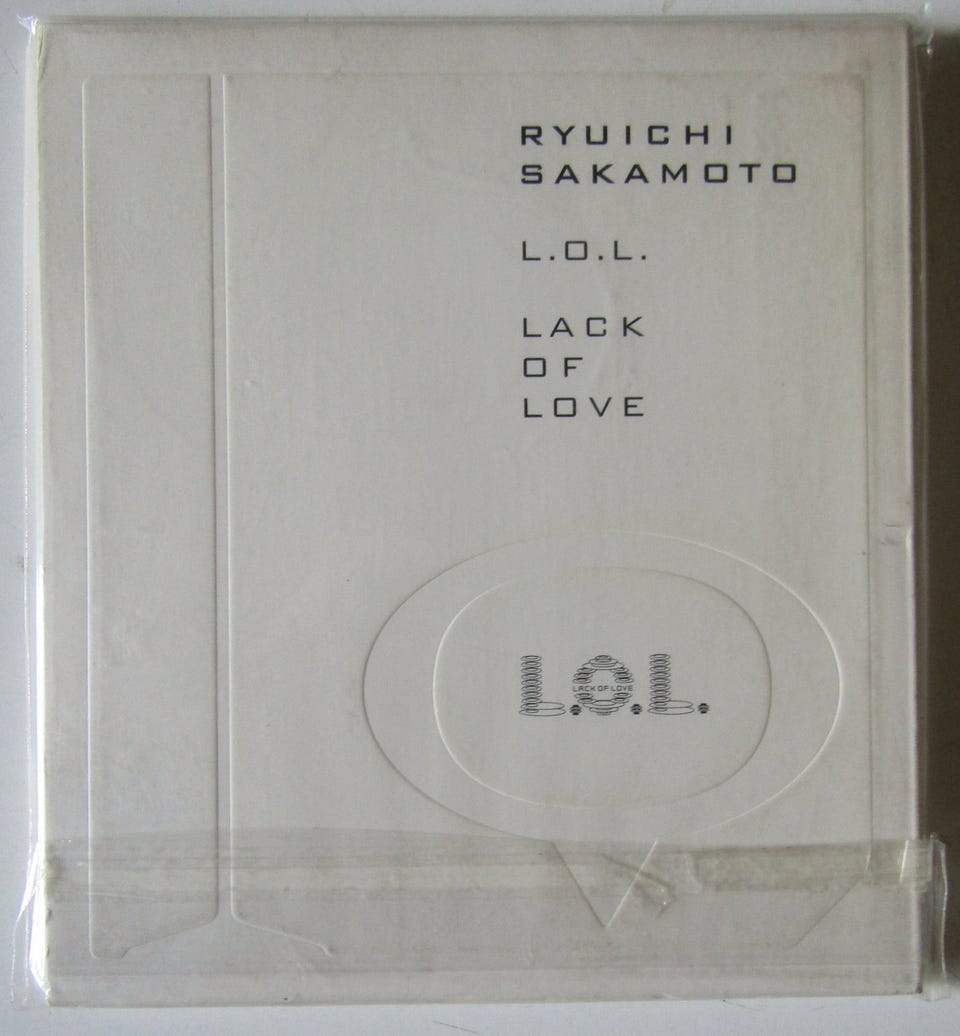 RYUICHI
SAKAMOTO
L.O.L.
LACK
OF
LOVE
L.O.L.
LACK OF LOVE